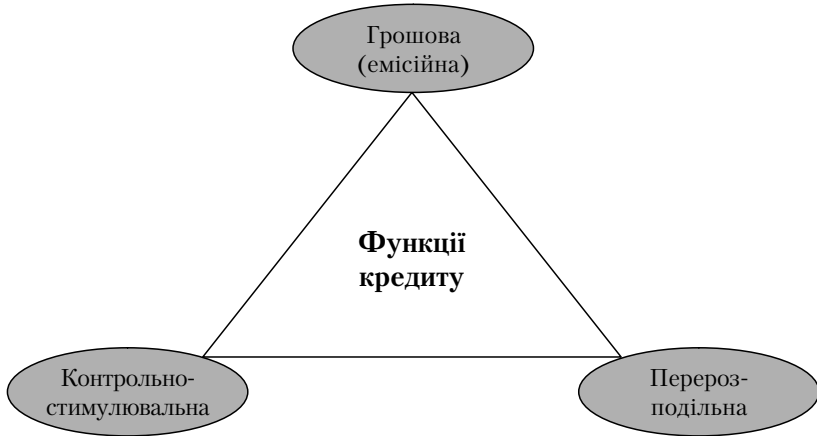 Грошова
(емісійна)
Функції
кредиту
Контрольно-
стимулювальна
Перероз-
подільна